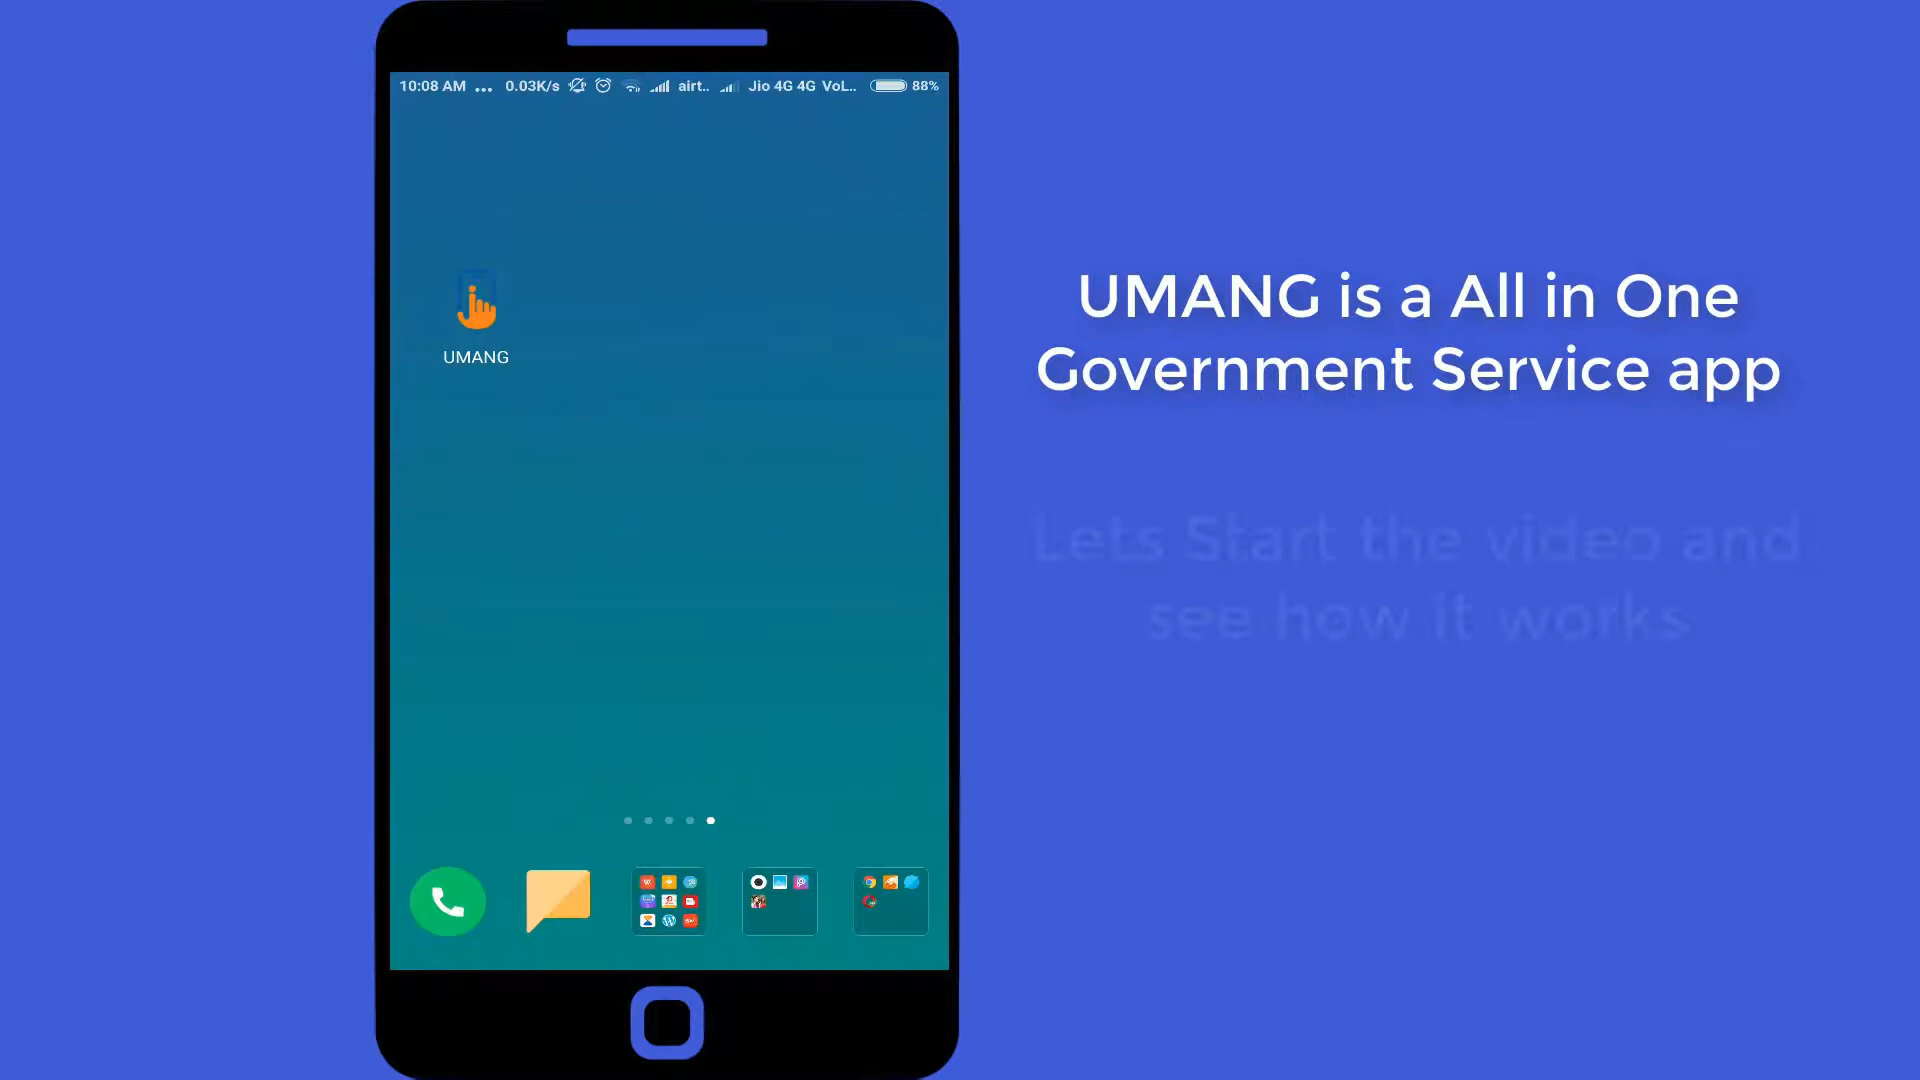 10:08 AM ... 0.03K/s airt.. Jio 4G 4G VoL.. 88%
UMANG
UMANG is a All in One
Government Service app
Lets Start the video and
see how it works